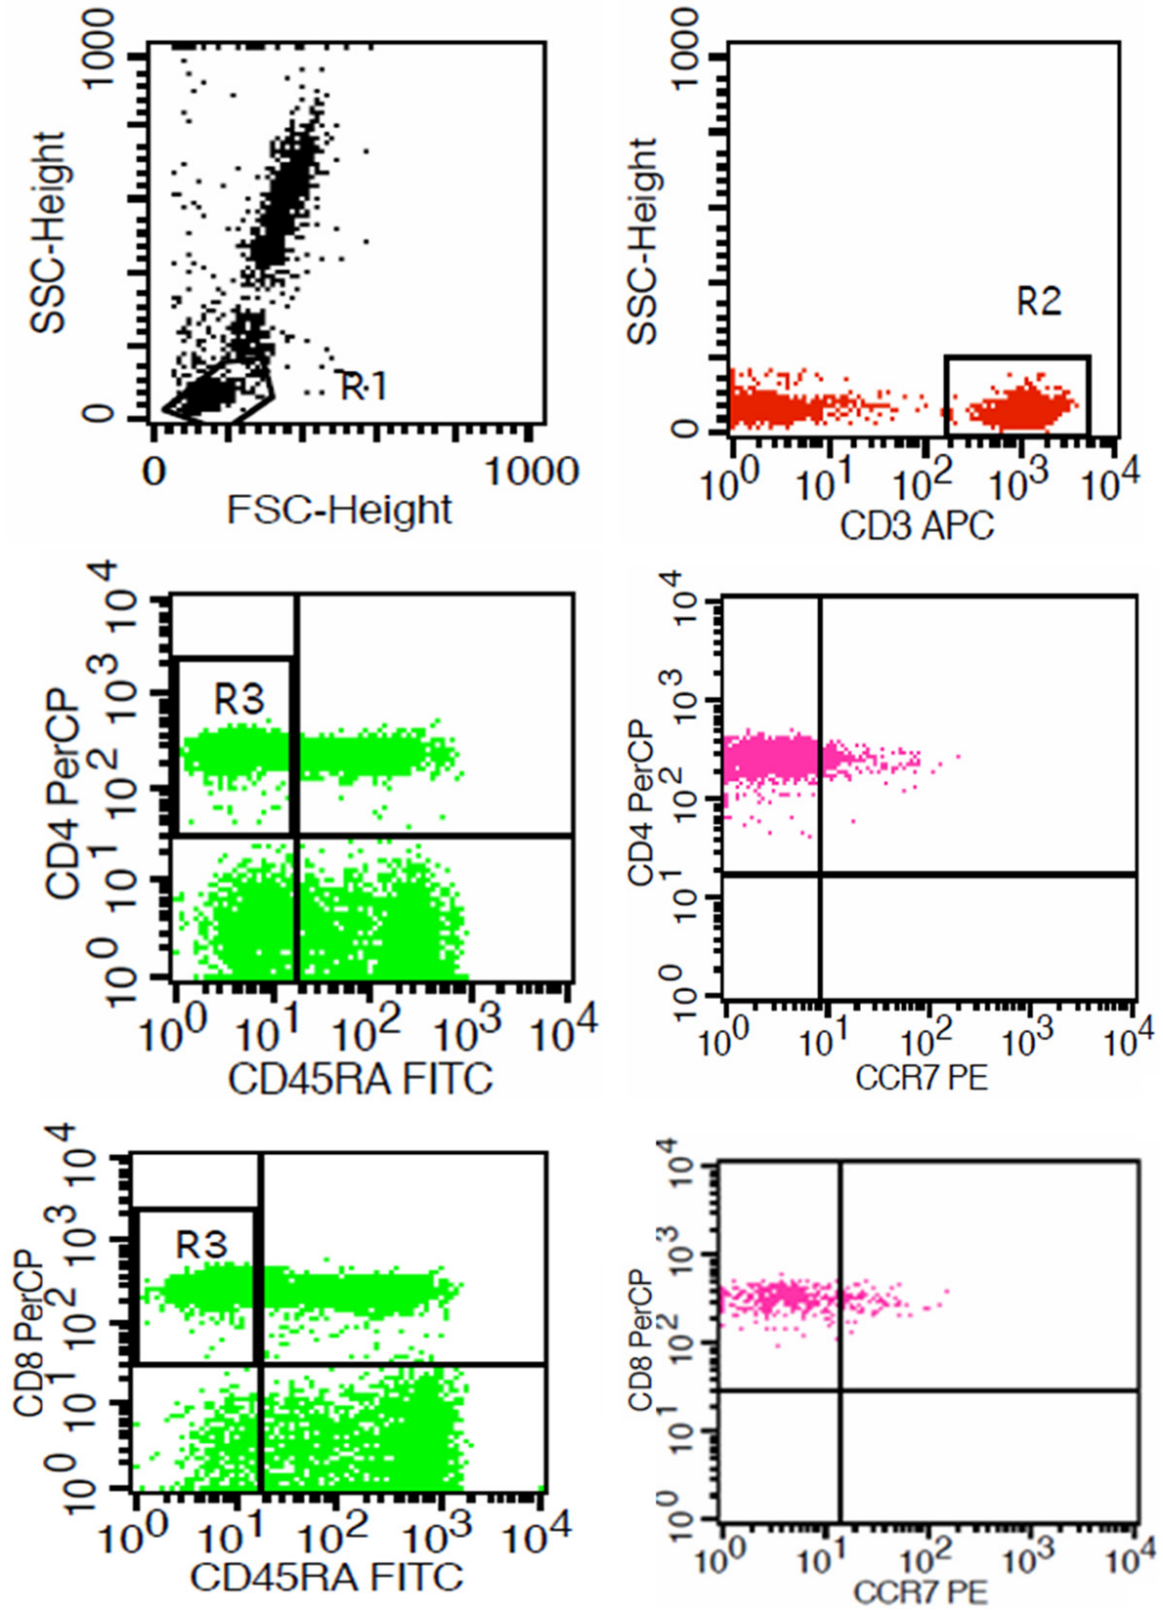 1000
SSC-Height
0
R1
0 1000
FSC-Height
1000
SSC-Height
0
R2
10^0 10^1 10^2 10^3 10^4
CD3 APC
10^4
10^3
10^2
10^1
10^0
CD4 PerCP
R3
10^0 10^1 10^2 10^3 10^4
CD45RA FITC
10^4
10^3
10^2
10^1
10^0
CD4 PerCP
10^0 10^1 10^2 10^3 10^4
CCR7 PE
10^4
10^3
10^2
10^1
10^0
CD8 PerCP
R3
10^0 10^1 10^2 10^3 10^4
CD45RA FITC
10^4
10^3
10^2
10^1
10^0
CD8 PerCP
10^0 10^1 10^2 10^3 10^4
CCR7 PE